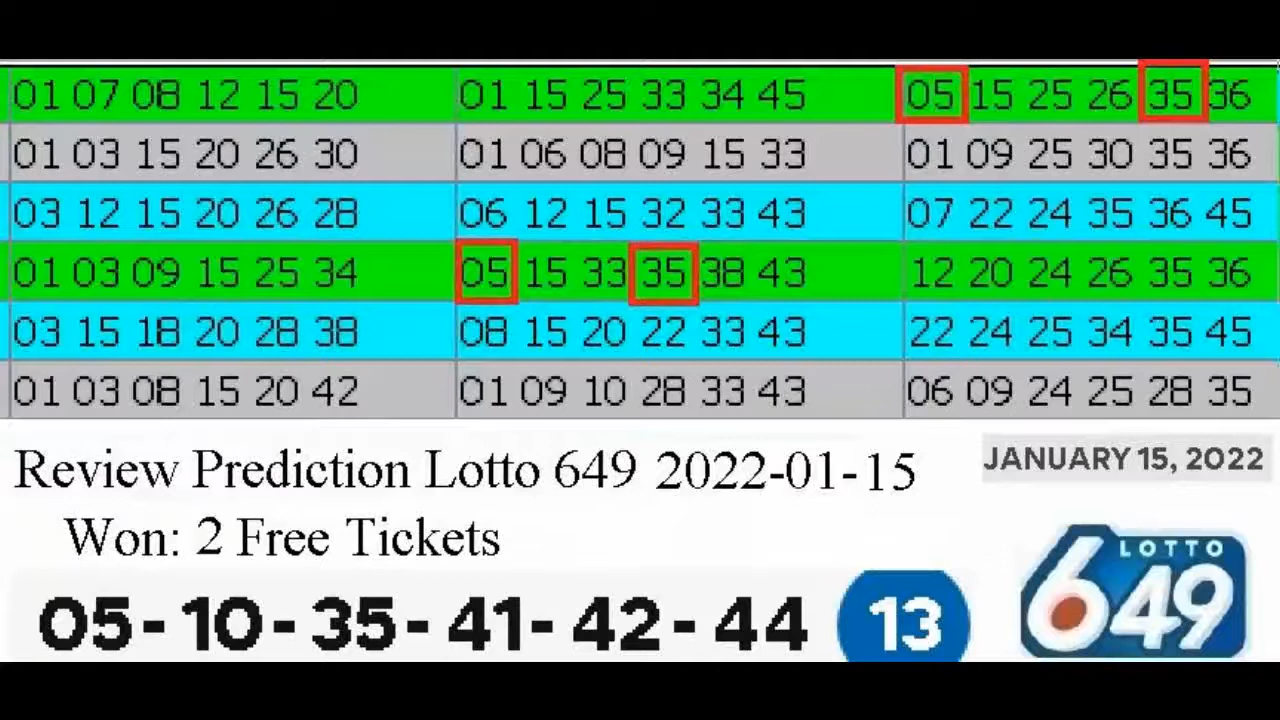 01 07 08 12 15 20 01 15 25 33 34 45 05 15 25 26 35 36
01 03 15 20 26 30 01 06 08 09 15 33 01 09 25 30 35 36
03 12 15 20 26 28 06 12 15 32 33 43 07 22 24 35 36 45
01 03 09 15 25 34 05 15 33 35 38 43 12 20 24 26 35 36
03 15 18 20 28 38 08 15 20 22 33 43 22 24 25 34 35 45
01 03 08 15 20 42 01 09 10 28 33 43 06 09 24 25 28 35
Review Prediction Lotto 649 2022-01-15
JANUARY 15, 2022
Won: 2 Free Tickets
05- 10 - 35- 41- 42 - 44 13
LOTTO
649